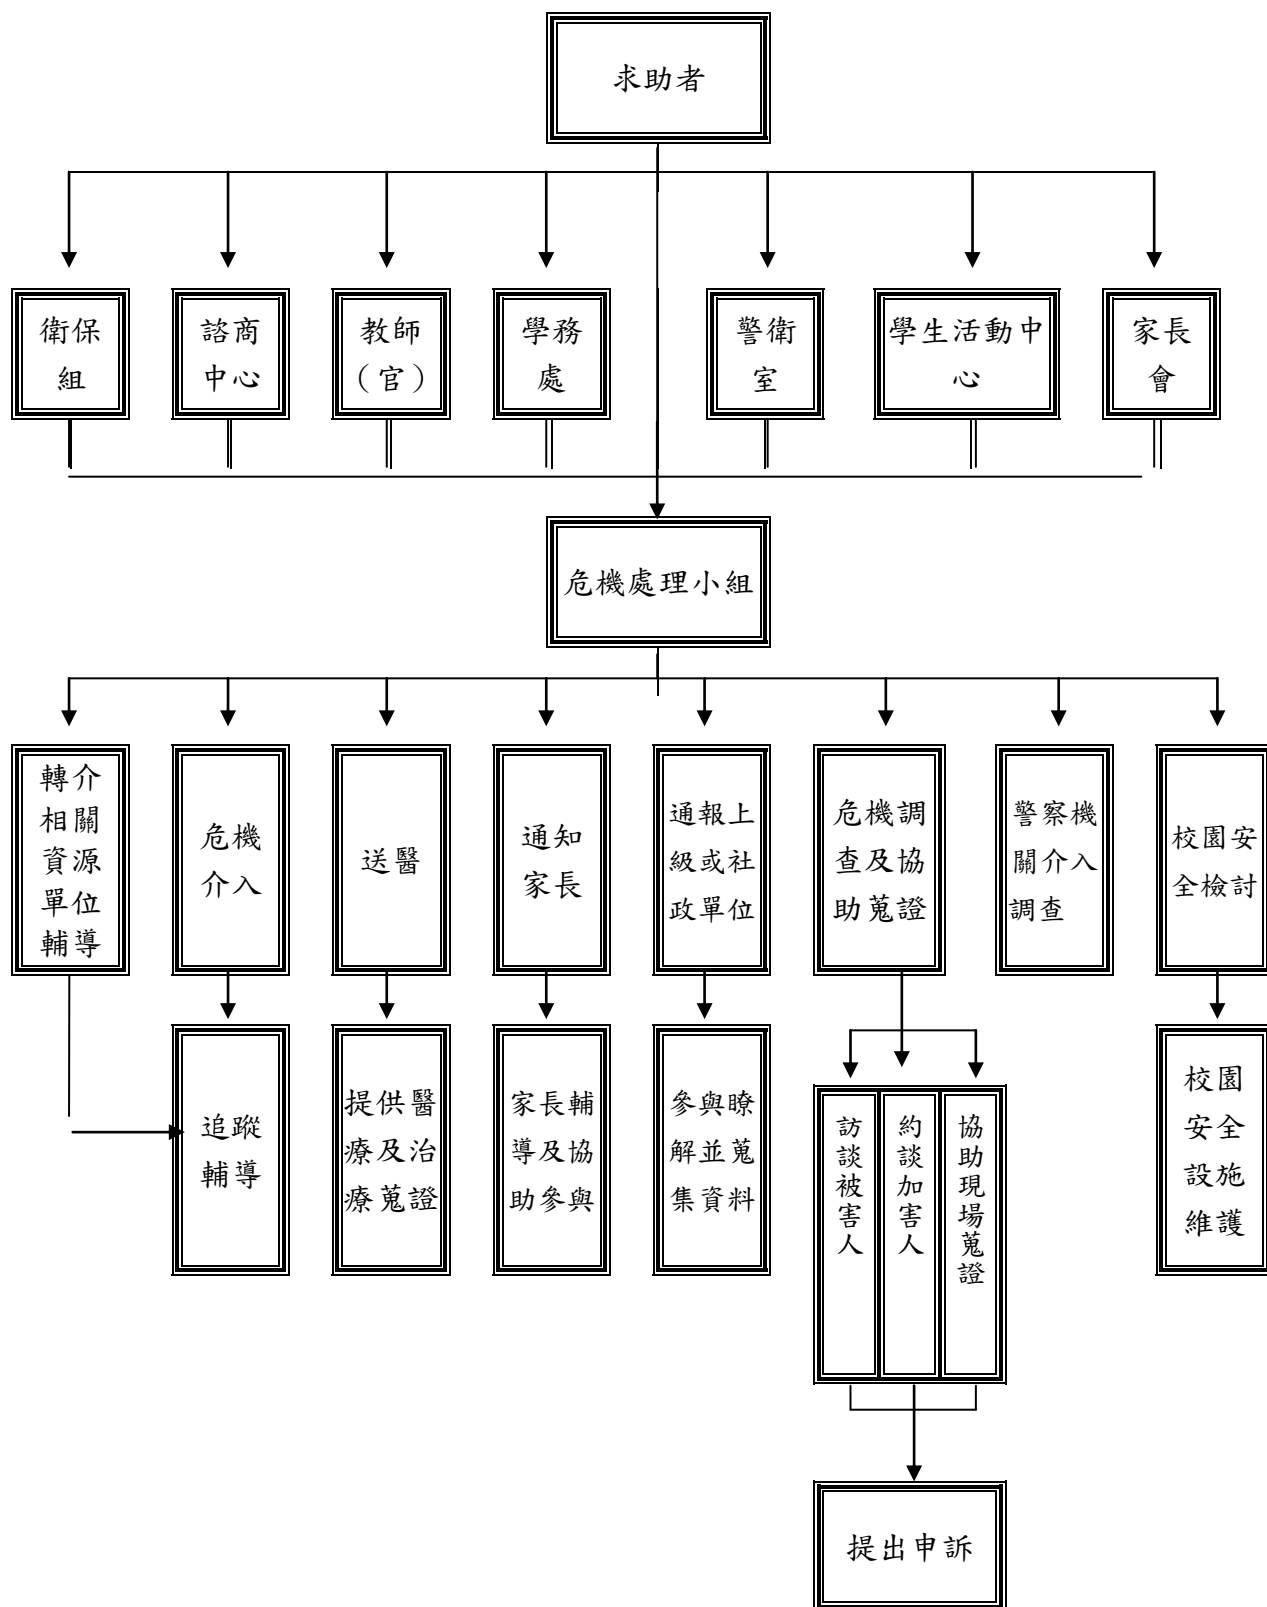 求助者
衛保
組
諮商
中心
教師
（官）
學務
處
警衛
室
學生活動中
心
家長
會
危機處理小組
轉介
相關
資源
單位
輔導
危機
介入
送醫
通知
家長
通報上
級或社
政單位
危機調
查及協
助蒐證
警察機
關介入
調查
校園安
全檢討
追蹤
輔導
提供醫
療及治
療蒐證
家長輔
導及協
助參與
參與瞭
解並蒐
集資料
訪談被害人
約談加害人
協助現場蒐證
校園
安全
設施
維護
提出申訴